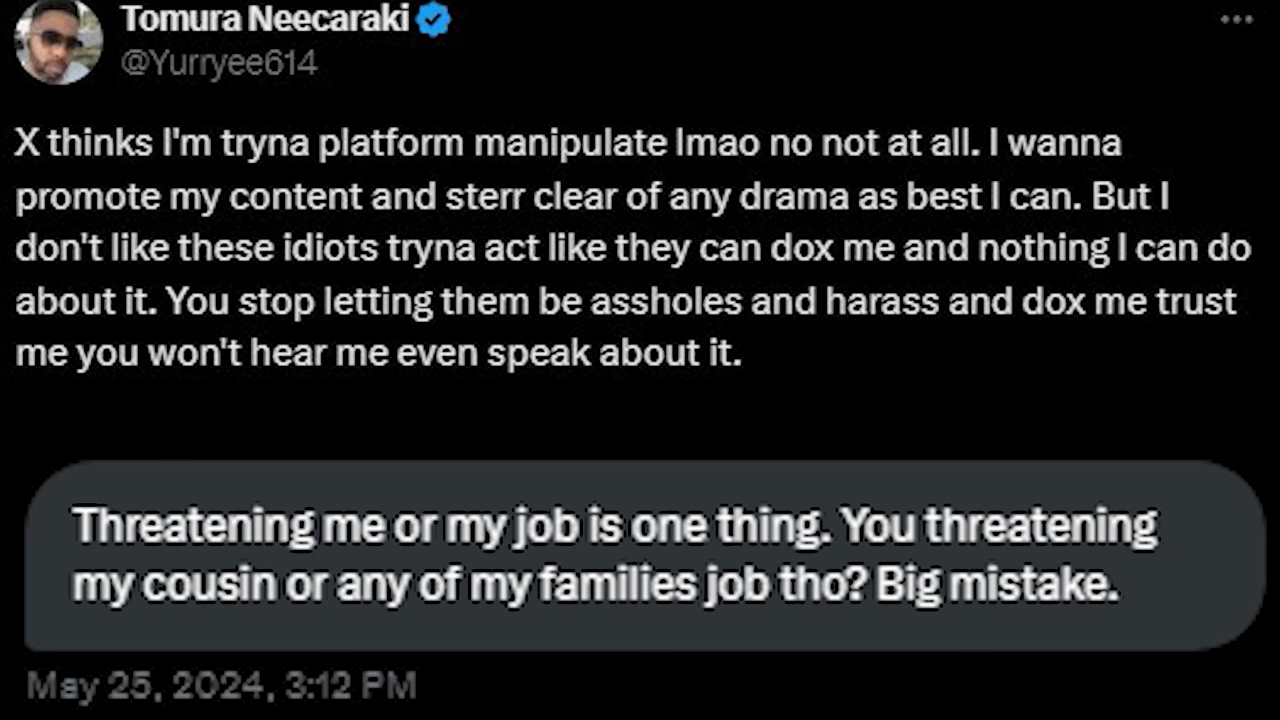 Tomura Neecaraki
@Yurryee614
X thinks I'm tryna platform manipulate lmao no not at all. I wanna
promote my content and sterr clear of any drama as best I can. But I
don't like these idiots tryna act like they can dox me and nothing I can do
about it. You stop letting them be assholes and harass and dox me trust
me you won't hear me even speak about it.
Threatening me or my job is one thing. You threatening
my cousin or any of my families job tho? Big mistake.
May 25, 2024, 3:12 PM